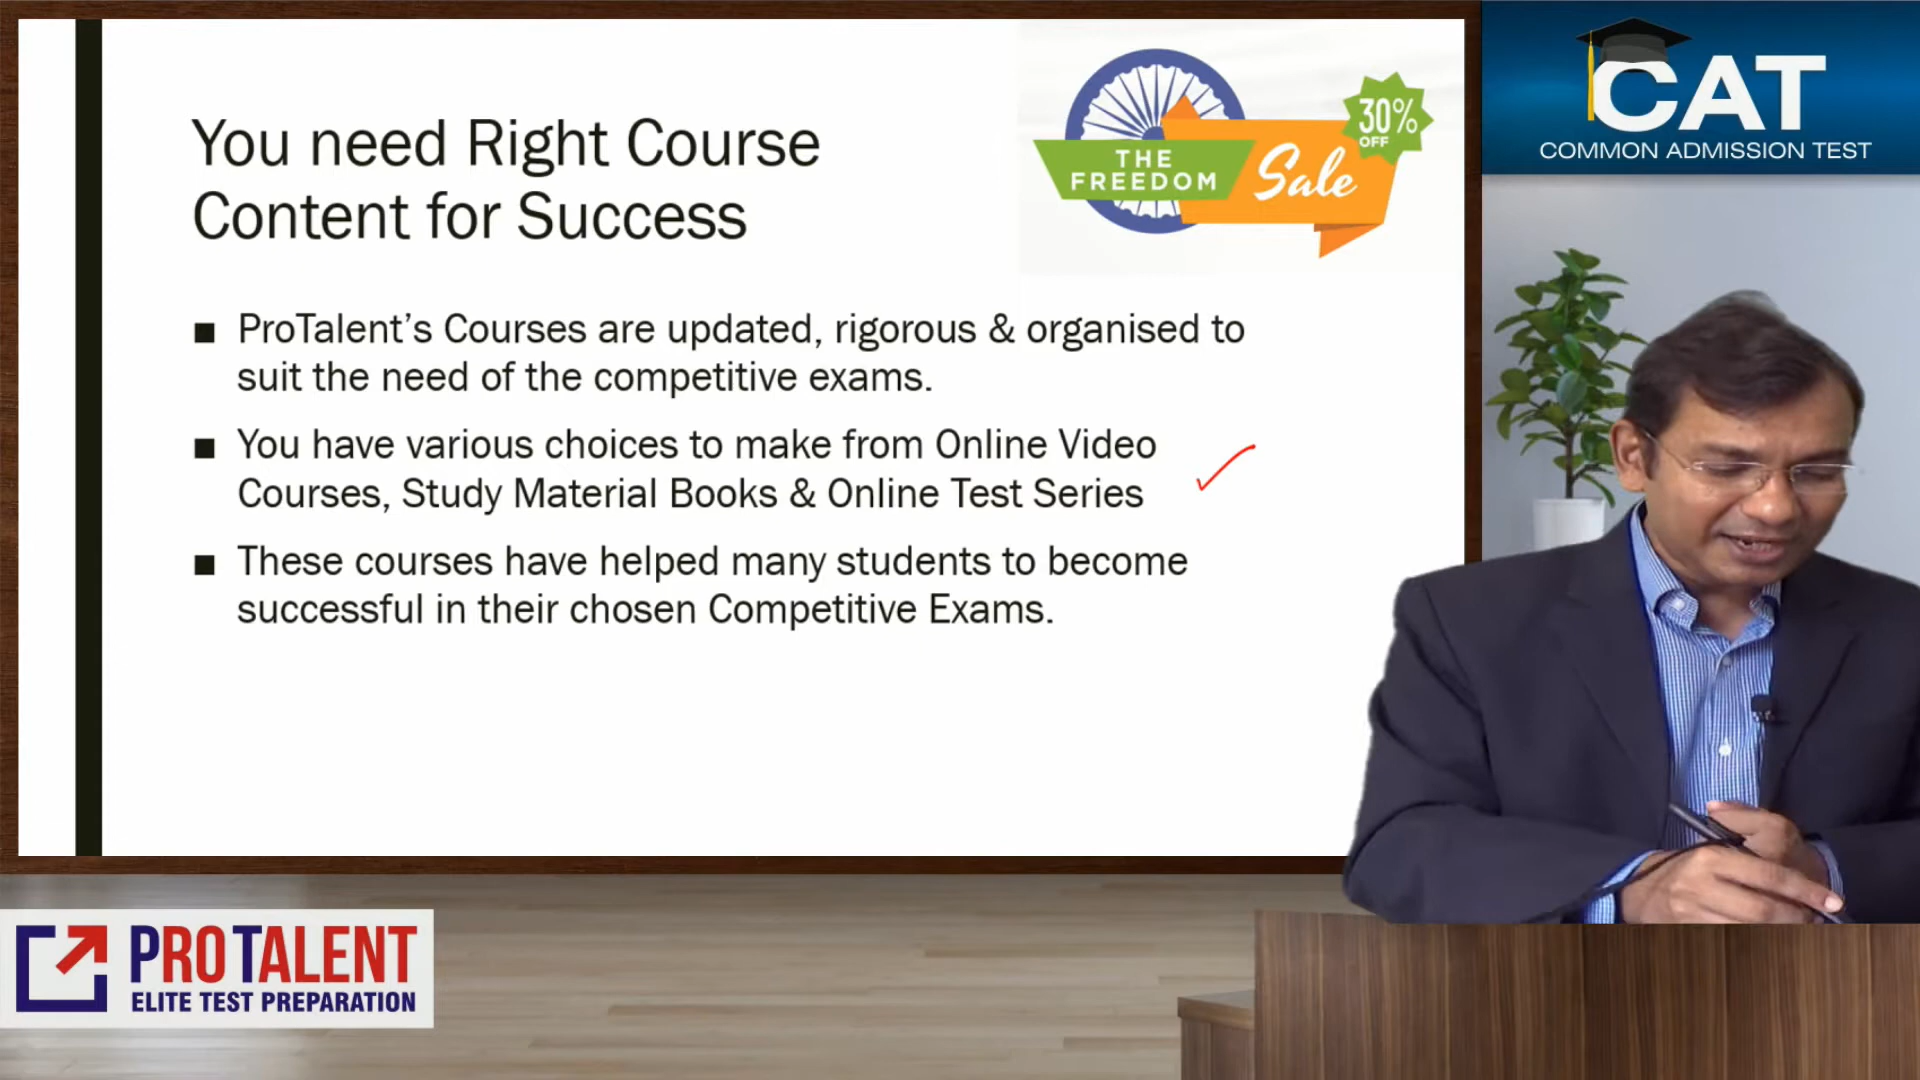 You need Right Course
Content for Success
THE
FREEDOM
Sale
30%
OFF
■ ProTalent’s Courses are updated, rigorous & organised to
suit the need of the competitive exams.
■ You have various choices to make from Online Video
Courses, Study Material Books & Online Test Series
■ These courses have helped many students to become
successful in their chosen Competitive Exams.
CAT
COMMON ADMISSION TEST
PROTALENT
ELITE TEST PREPARATION